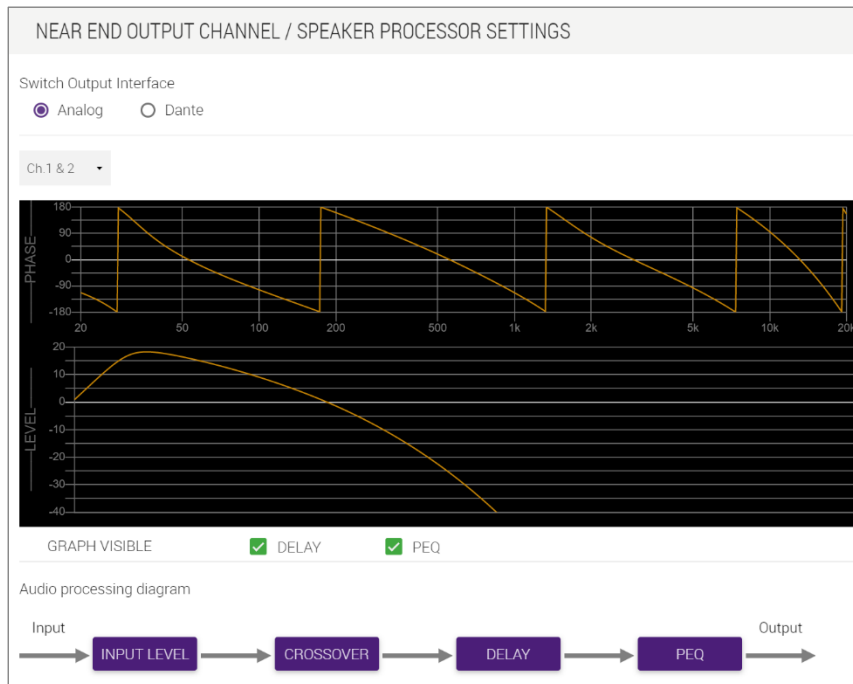 NEAR END OUTPUT CHANNEL / SPEAKER PROCESSOR SETTINGS
Switch Output Interface
Analog Dante
Ch.1 & 2
PHASE
180
90
0
-90
-180
20 50 100 200 500 1k 2k 5k 10k 20k
LEVEL
20
10
0
-10
-20
-30
-40
GRAPH VISIBLE DELAY PEQ
Audio processing diagram
Input Output
INPUT LEVEL CROSSOVER DELAY PEQ